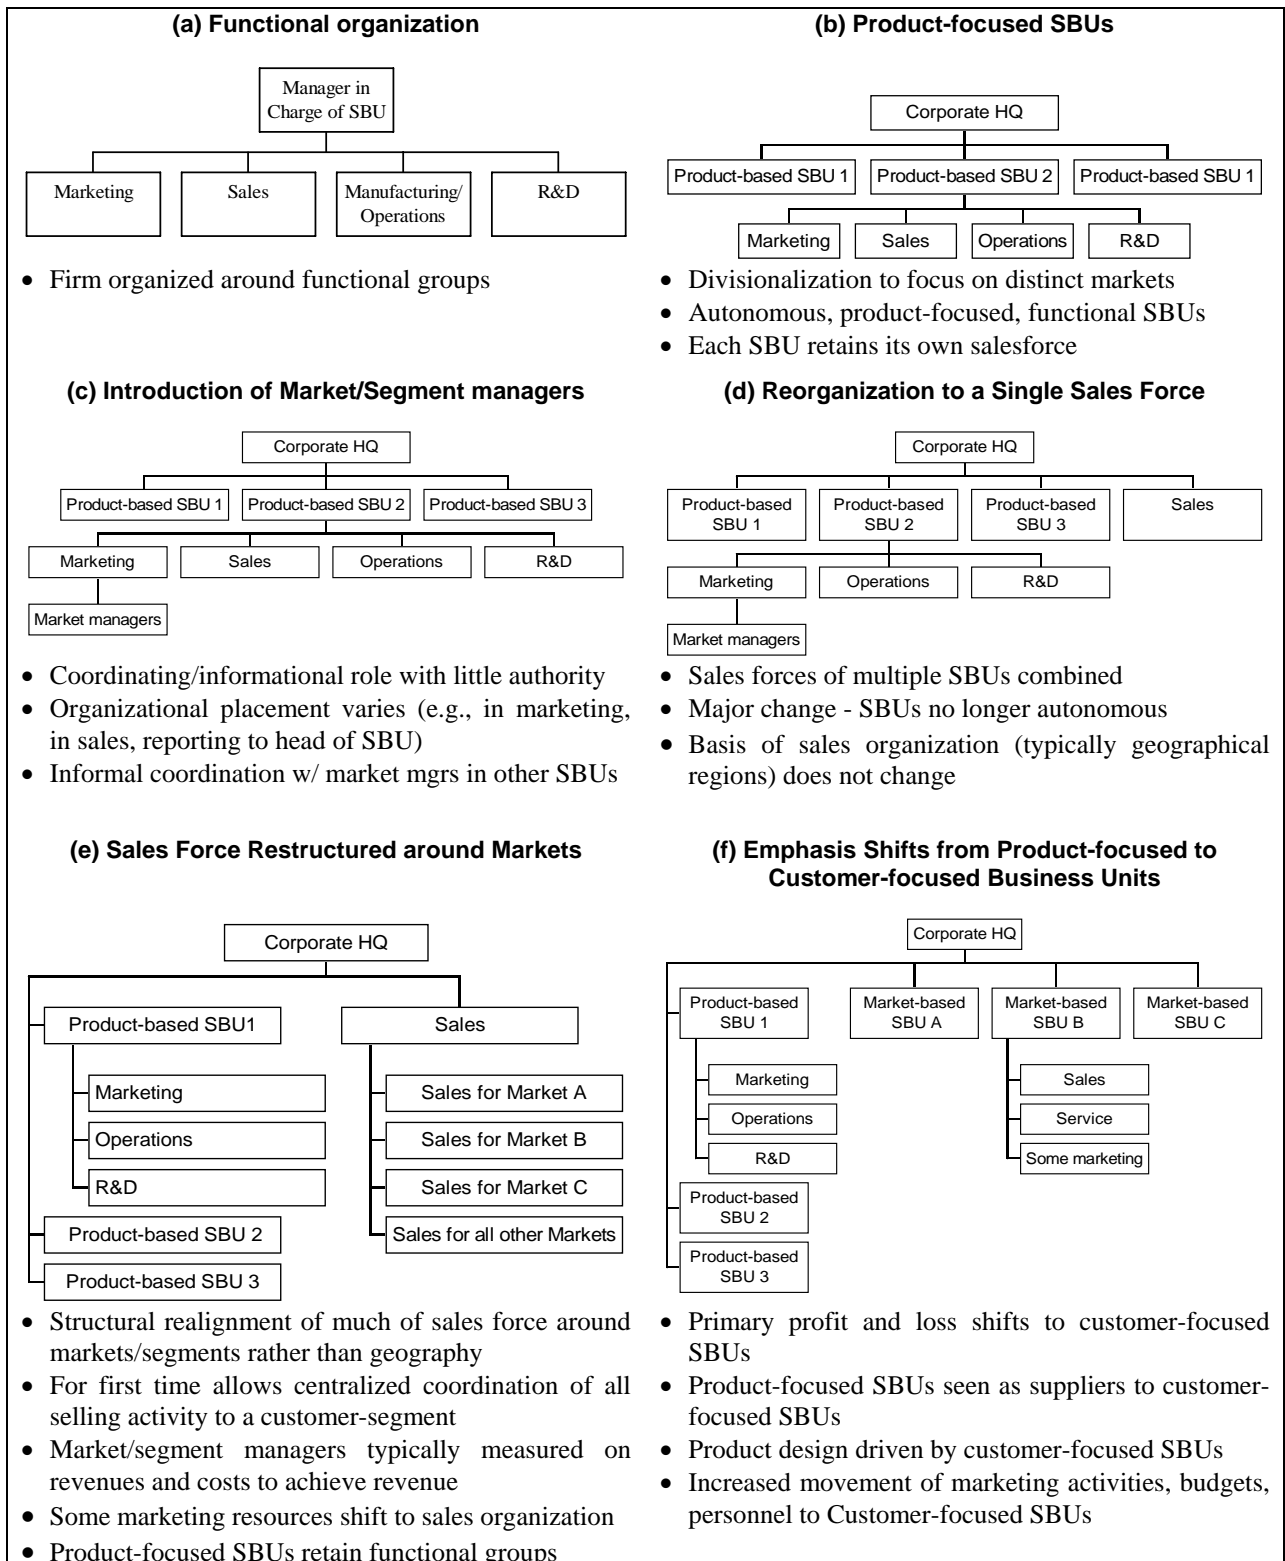 (a) Functional organization
Manager in
Charge of SBU
Marketing
Sales
Manufacturing/
Operations
R&D
• Firm organized around functional groups
(b) Product-focused SBUs
Corporate HQ
Product-based SBU 1
Product-based SBU 2
Product-based SBU 1
Marketing
Sales
Operations
R&D
• Divisionalization to focus on distinct markets
• Autonomous, product-focused, functional SBUs
• Each SBU retains its own salesforce
(c) Introduction of Market/Segment managers
Corporate HQ
Product-based SBU 1
Product-based SBU 2
Product-based SBU 3
Marketing
Sales
Operations
R&D
Market managers
• Coordinating/informational role with little authority
• Organizational placement varies (e.g., in marketing,
in sales, reporting to head of SBU)
• Informal coordination w/ market mgrs in other SBUs
(d) Reorganization to a Single Sales Force
Corporate HQ
Product-based
SBU 1
Product-based
SBU 2
Product-based
SBU 3
Sales
Marketing
Operations
R&D
Market managers
• Sales forces of multiple SBUs combined
• Major change - SBUs no longer autonomous
• Basis of sales organization (typically geographical
regions) does not change
(e) Sales Force Restructured around Markets
Corporate HQ
Product-based SBU1
Sales
Marketing
Operations
R&D
Product-based SBU 2
Product-based SBU 3
Sales for Market A
Sales for Market B
Sales for Market C
Sales for all other Markets
• Structural realignment of much of sales force around
markets/segments rather than geography
• For first time allows centralized coordination of all
selling activity to a customer-segment
• Market/segment managers typically measured on
revenues and costs to achieve revenue
• Some marketing resources shift to sales organization
• Product-focused SBUs retain functional groups
(f) Emphasis Shifts from Product-focused to
Customer-focused Business Units
Corporate HQ
Product-based
SBU 1
Market-based
SBU A
Market-based
SBU B
Market-based
SBU C
Marketing
Operations
R&D
Product-based
SBU 2
Product-based
SBU 3
Sales
Service
Some marketing
• Primary profit and loss shifts to customer-focused
SBUs
• Product-focused SBUs seen as suppliers to customer-
focused SBUs
• Product design driven by customer-focused SBUs
• Increased movement of marketing activities, budgets,
personnel to Customer-focused SBUs